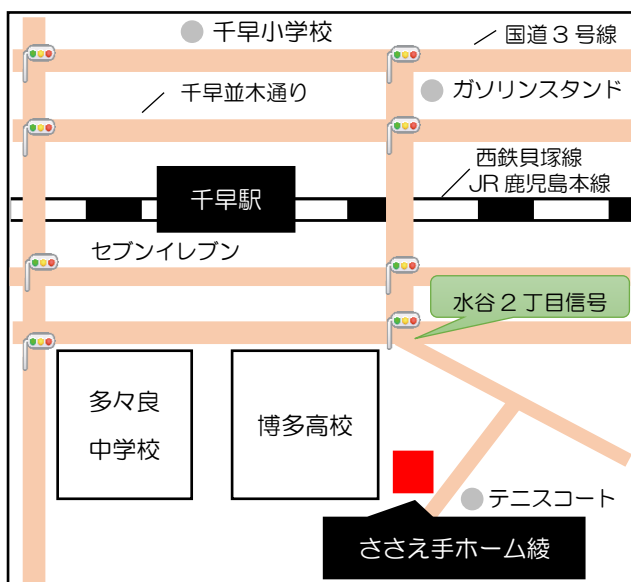 千早小学校
国道３号線
千早並木通り
ガソリンスタンド
西鉄貝塚線
JR 鹿児島本線
千早駅
セブンイレブン
水谷２丁目信号
多々良
中学校
博多高校
テニスコート
ささえ手ホーム綾